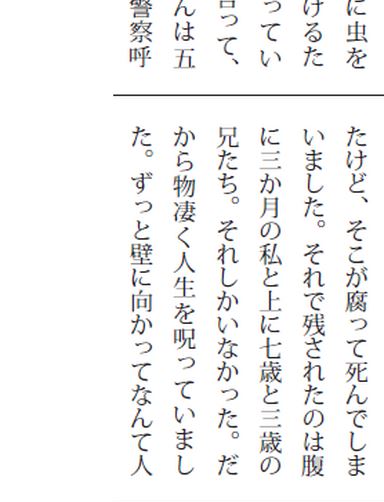 に虫を
けるた
ってい
言って、
んは五
警察呼
たけど、そこが腐って死んでしま
いました。それで残されたのは腹
に三か月の私と上に七歳と三歳の
兄たち。それしかいなかった。だ
から物凄く人生を呪っていまし
た。ずっと壁に向かってなんて人